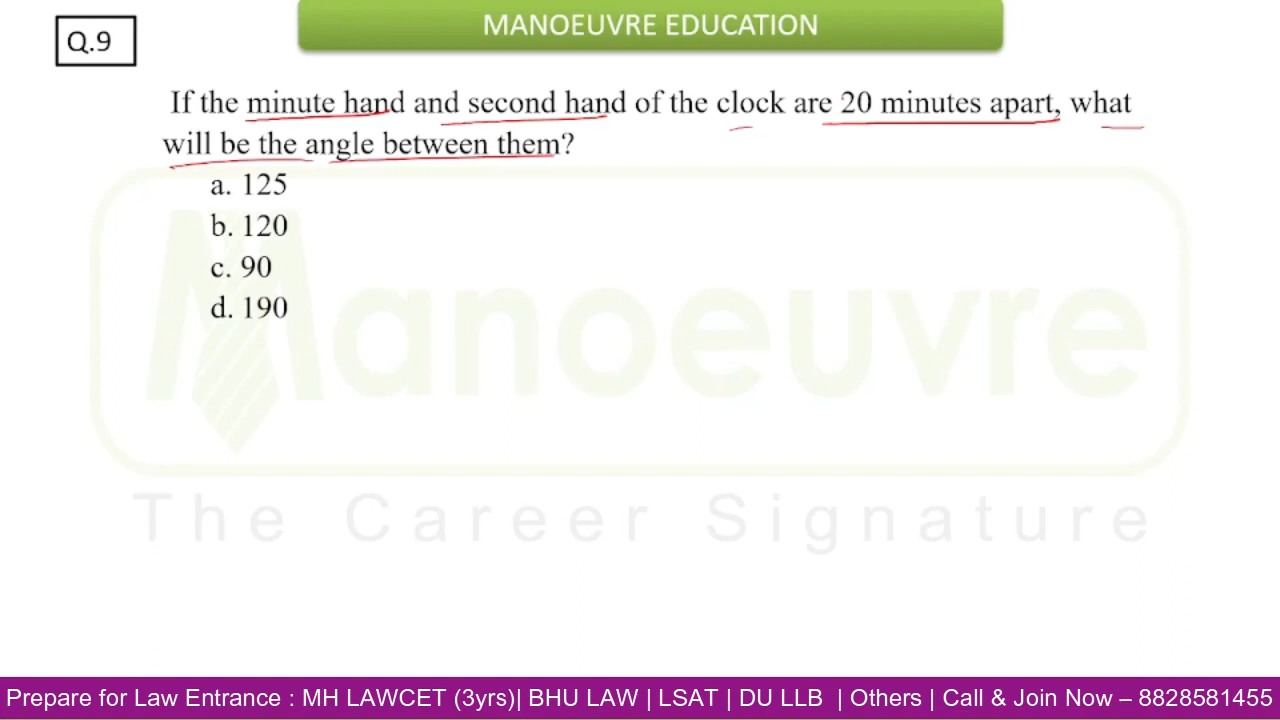 Q.9
MANOEUVRE EDUCATION
If the minute hand and second hand of the clock are 20 minutes apart, what
will be the angle between them?
a. 125
b. 120
c. 90
d. 190
Manoeuvre
The Career Signature
Prepare for Law Entrance : MH LAWCET (3yrs)| BHU LAW | LSAT | DU LLB | Others | Call & Join Now – 8828581455